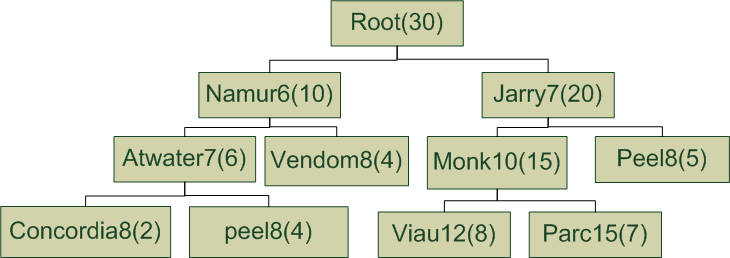 Root(30)
Namur6(10)
Jarry7(20)
Atwater7(6)
Vendom8(4)
Monk10(15)
Peel8(5)
Concordia8(2)
peel8(4)
Viau12(8)
Parc15(7)